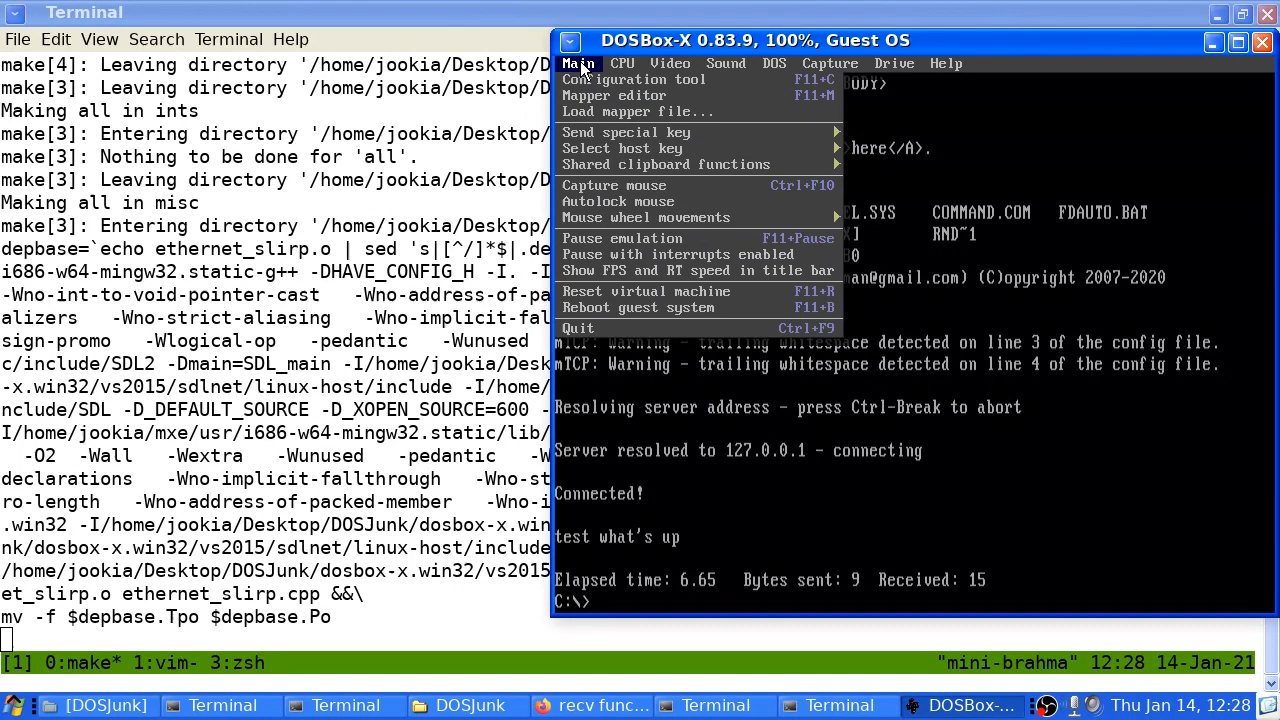 Terminal
File Edit View Search Terminal Help
make[4]: Leaving directory '/home/jookia/Desktop/D
make[3]: Leaving directory '/home/jookia/Desktop/D
Making all in ints
make[3]: Entering directory '/home/jookia/Desktop/
make[3]: Nothing to be done for 'all'.
make[3]: Leaving directory '/home/jookia/Desktop/D
Making all in misc
make[3]: Entering directory '/home/jookia/Desktop/
depbase=`echo ethernet_slirp.o | sed 's|[^/]*$|.de
i686-w64-mingw32.static-g++ -DHAVE_CONFIG_H -I. -I
-Wno-int-to-void-pointer-cast -Wno-address-of-pa
alizers -Wno-strict-aliasing -Wno-implicit-fal
sign-promo -Wlogical-op -pedantic -Wunused
c/include/SDL2 -Dmain=SDL_main -I/home/jookia/Desk
-x.win32/vs2015/sdlnet/linux-host/include -I/home/
nclude/SDL -D_DEFAULT_SOURCE -D_XOPEN_SOURCE=600 -
I/home/jookia/mxe/usr/i686-w64-mingw32.static/lib/
-O2 -Wall -Wextra -Wunused -pedantic -W
declarations -Wno-implicit-fallthrough -Wno-st
ro-length -Wno-address-of-packed-member -Wno-i
.win32 -I/home/jookia/Desktop/DOSJunk/dosbox-x.win
nk/dosbox-x.win32/vs2015/sdlnet/linux-host/include
/home/jookia/Desktop/DOSJunk/dosbox-x.win32/vs2015
et_slirp.o ethernet_slirp.cpp &&\
mv -f $depbase.Tpo $depbase.Po
[1] 0:make* 1:vim- 3:zsh "mini-brahma" 12:28 14-Jan-21
DOSBox-X 0.83.9, 100%, Guest OS
Main CPU Video Sound DOS Capture Drive Help
Configuration tool F11+C
Mapper editor F11+M
Load mapper file...
Send special key
Select host key
Shared clipboard functions
Capture mouse Ctrl+F10
Autolock mouse
Mouse wheel movements
Pause emulation F11+Pause
Pause with interrupts enabled
Show FPS and RT speed in title bar
Reset virtual machine F11+R
Reboot guest system F11+B
Quit Ctrl+F9
BODY>
>here</A>.
EL.SYS COMMAND.COM FDAUTO.BAT
X] RND~1
80
man@gmail.com) (C)opyright 2007-2020
mTCP: Warning - trailing whitespace detected on line 3 of the config file.
mTCP: Warning - trailing whitespace detected on line 4 of the config file.
Resolving server address - press Ctrl-Break to abort
Server resolved to 127.0.0.1 - connecting
Connected!
test what's up
Elapsed time: 6.65 Bytes sent: 9 Received: 15
C:\>
[DOSJunk] Terminal Terminal DOSJunk recv func... Terminal Terminal DOSBox-... Thu Jan 14, 12:28